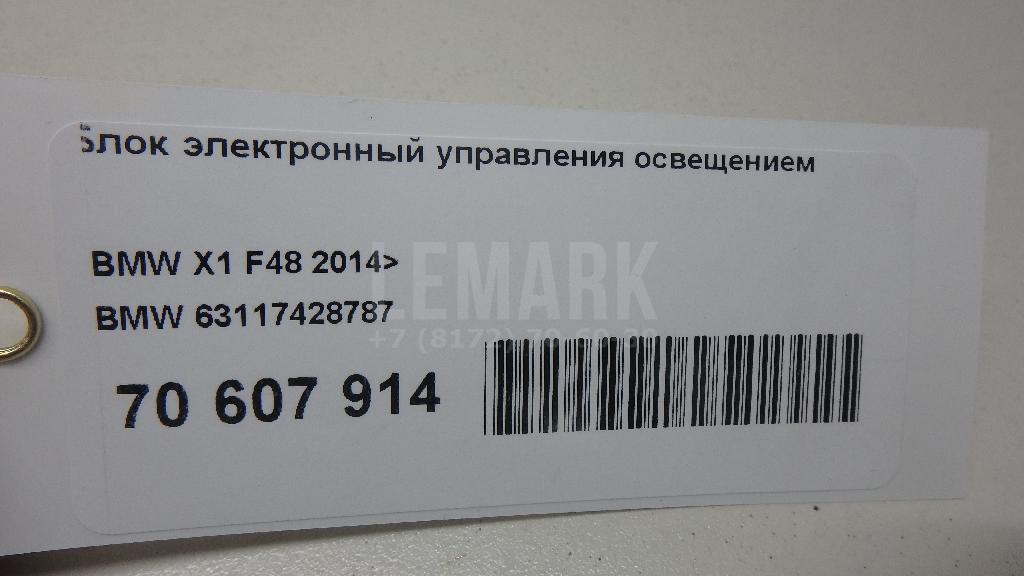 Блок электронный управления освещением
BMW X1 F48 2014>
LEMARK
BMW 63117428787
70 607 914